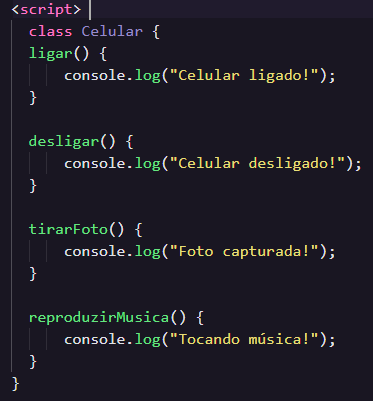 <script>
class Celular {
ligar() {
console.log("Celular ligado!");
}
desligar() {
console.log("Celular desligado!");
}
tirarFoto() {
console.log("Foto capturada!");
}
reproduzirMusica() {
console.log("Tocando música!");
}
}